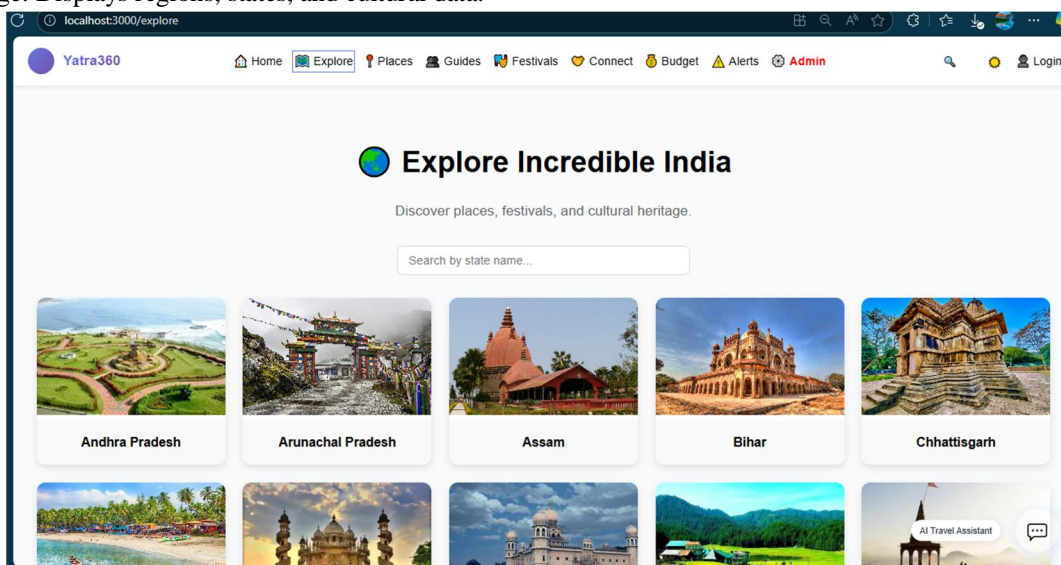 ge: Displays regions, states, and cultural data.
localhost:3000/explore
Yatra360 Home Explore Places Guides Festivals Connect Budget Alerts Admin Login
Explore Incredible India
Discover places, festivals, and cultural heritage.
Search by state name...
Andhra Pradesh Arunachal Pradesh Assam Bihar Chhattisgarh
AI Travel Assistant